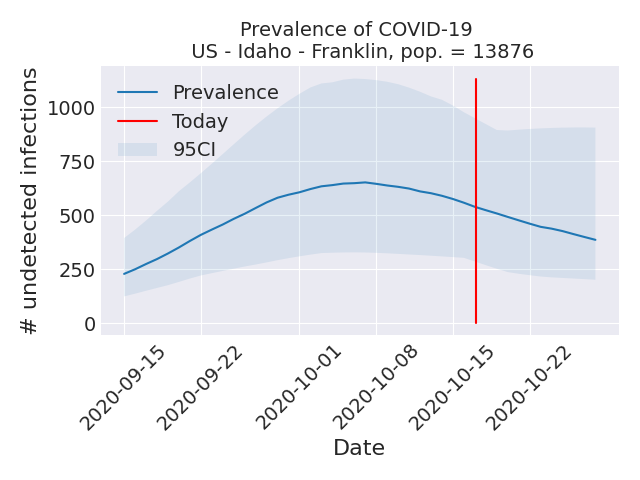 Prevalence of COVID-19
US - Idaho - Franklin, pop. = 13876
# undetected infections
1000
750
500
250
0
Prevalence
Today
95CI
2020-09-15
2020-09-22
2020-10-01
2020-10-08
2020-10-15
2020-10-22
Date